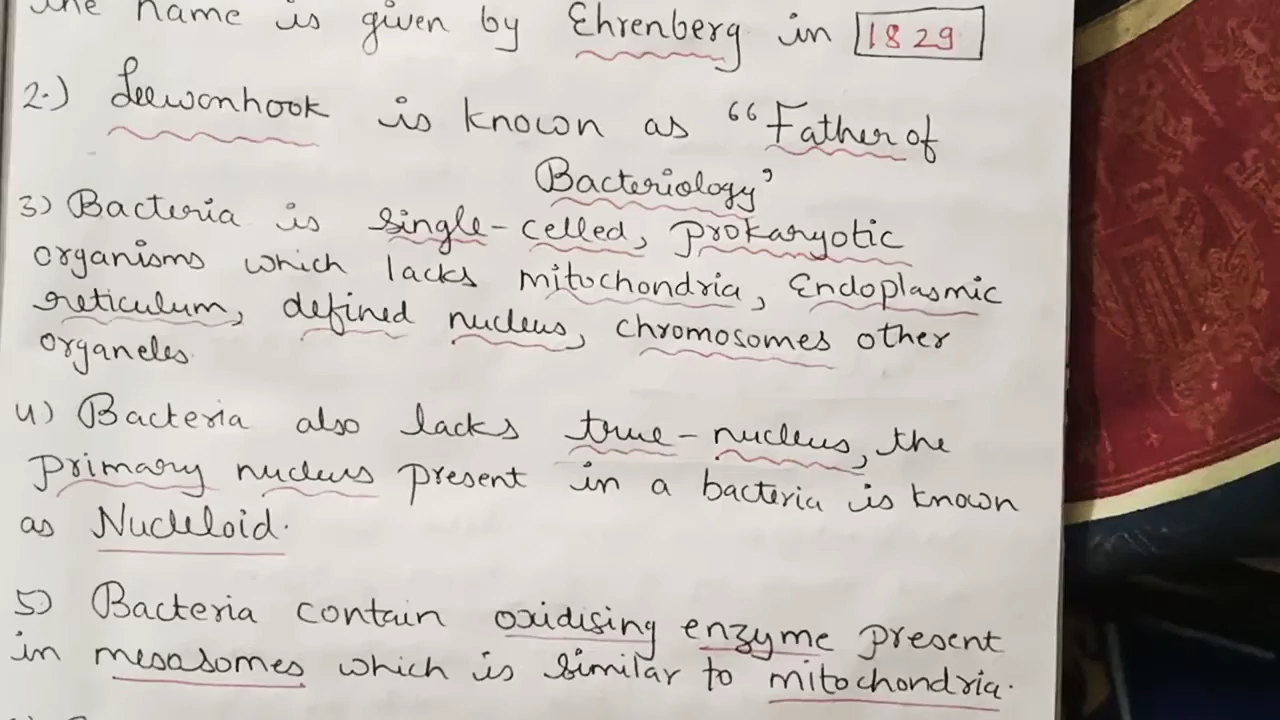 The name is given by Ehrenberg in 1829
2.) Leewonhook is known as "Father of
Bacteriology'
3) Bacteria is single-celled, prokaryotic
organisms which lacks mitochondria, Endoplasmic
reticulum, defined nucleus, chromosomes other
organeles.
4) Bacteria also lacks true-nucleus, the
primary nucleus present in a bacteria is known
as Nucleoid.
5) Bacteria contain oxidising enzyme present
in mesasomes which is similar to mitochondria.